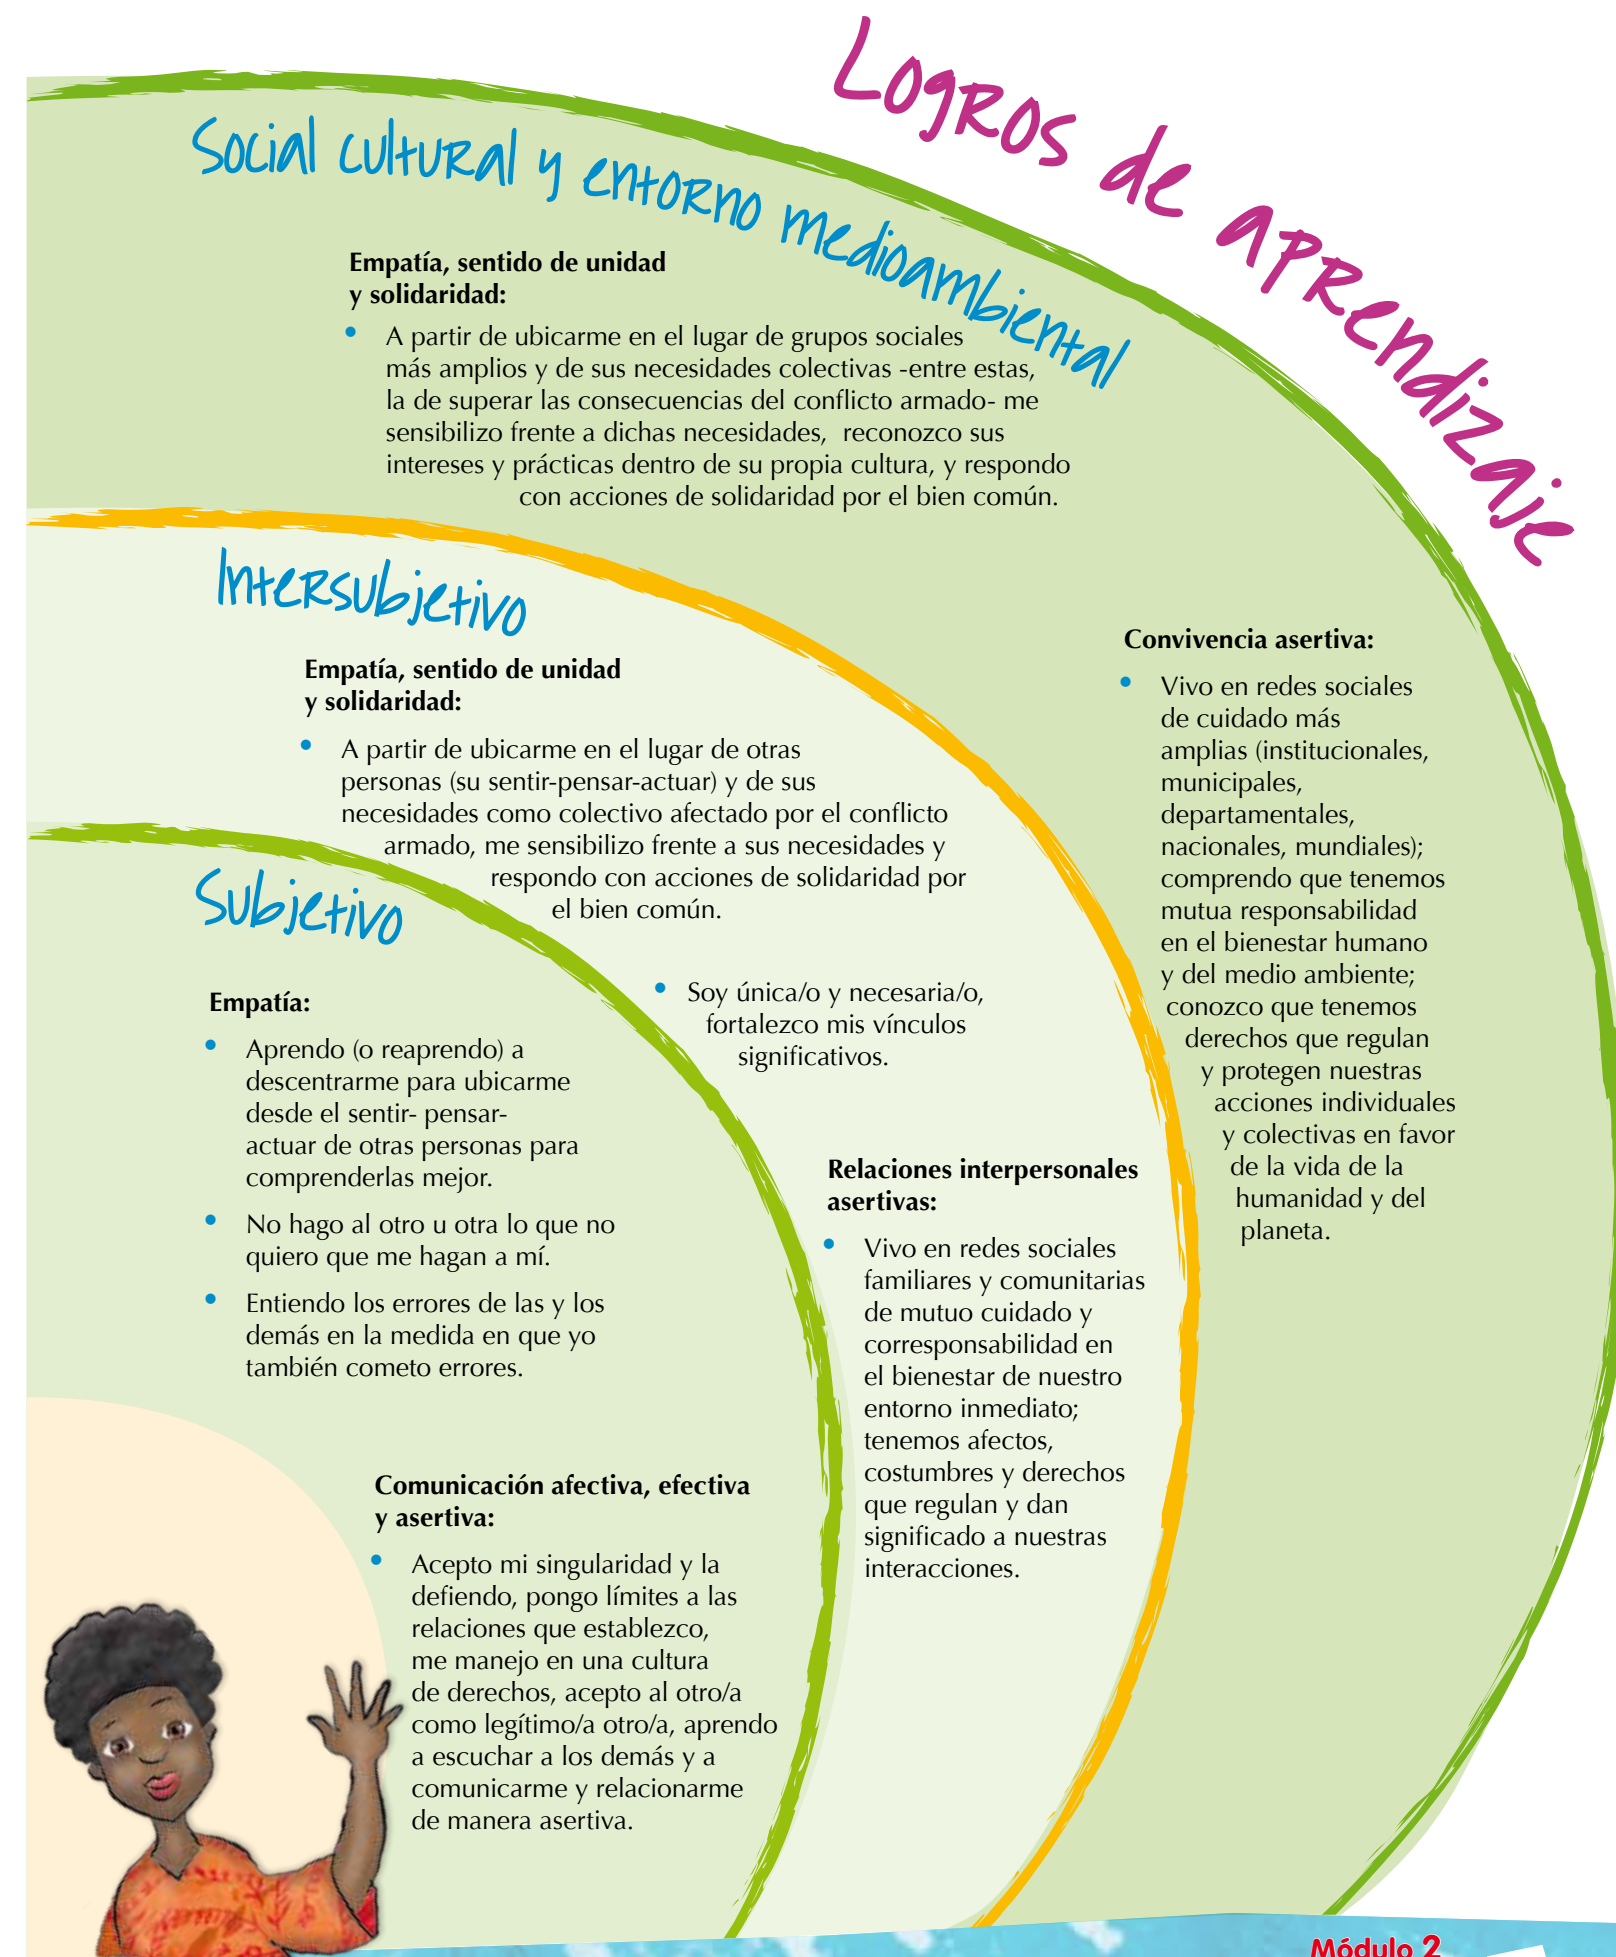 Logros de aprendizaje
Social cultural y entorno medioambiental
Empatía, sentido de unidad
y solidaridad:
• A partir de ubicarme en el lugar de grupos sociales
más amplios y de sus necesidades colectivas -entre estas,
la de superar las consecuencias del conflicto armado- me
sensibilizo frente a dichas necesidades, reconozco sus
intereses y prácticas dentro de su propia cultura, y respondo
con acciones de solidaridad por el bien común.
Convivencia asertiva:
• Vivo en redes sociales
de cuidado más
amplias (institucionales,
municipales,
departamentales,
nacionales, mundiales);
comprendo que tenemos
mutua responsabilidad
en el bienestar humano
y del medio ambiente;
conozco que tenemos
derechos que regulan
y protegen nuestras
acciones individuales
y colectivas en favor
de la vida de la
humanidad y del
planeta.
Intersubjetivo
Empatía, sentido de unidad
y solidaridad:
• A partir de ubicarme en el lugar de otras
personas (su sentir-pensar-actuar) y de sus
necesidades como colectivo afectado por el conflicto
armado, me sensibilizo frente a sus necesidades y
respondo con acciones de solidaridad por
el bien común.
• Soy única/o y necesaria/o,
fortalezco mis vínculos
significativos.
Relaciones interpersonales
asertivas:
• Vivo en redes sociales
familiares y comunitarias
de mutuo cuidado y
corresponsabilidad en
el bienestar de nuestro
entorno inmediato;
tenemos afectos,
costumbres y derechos
que regulan y dan
significado a nuestras
interacciones.
Subjetivo
Empatía:
• Aprendo (o reaprendo) a
descentrarme para ubicarme
desde el sentir- pensar-
actuar de otras personas para
comprenderlas mejor.
• No hago al otro u otra lo que no
quiero que me hagan a mí.
• Entiendo los errores de las y los
demás en la medida en que yo
también cometo errores.
Comunicación afectiva, efectiva
y asertiva:
• Acepto mi singularidad y la
defiendo, pongo límites a las
relaciones que establezco,
me manejo en una cultura
de derechos, acepto al otro/a
como legítimo/a otro/a, aprendo
a escuchar a los demás y a
comunicarme y relacionarme
de manera asertiva.
Módulo 2